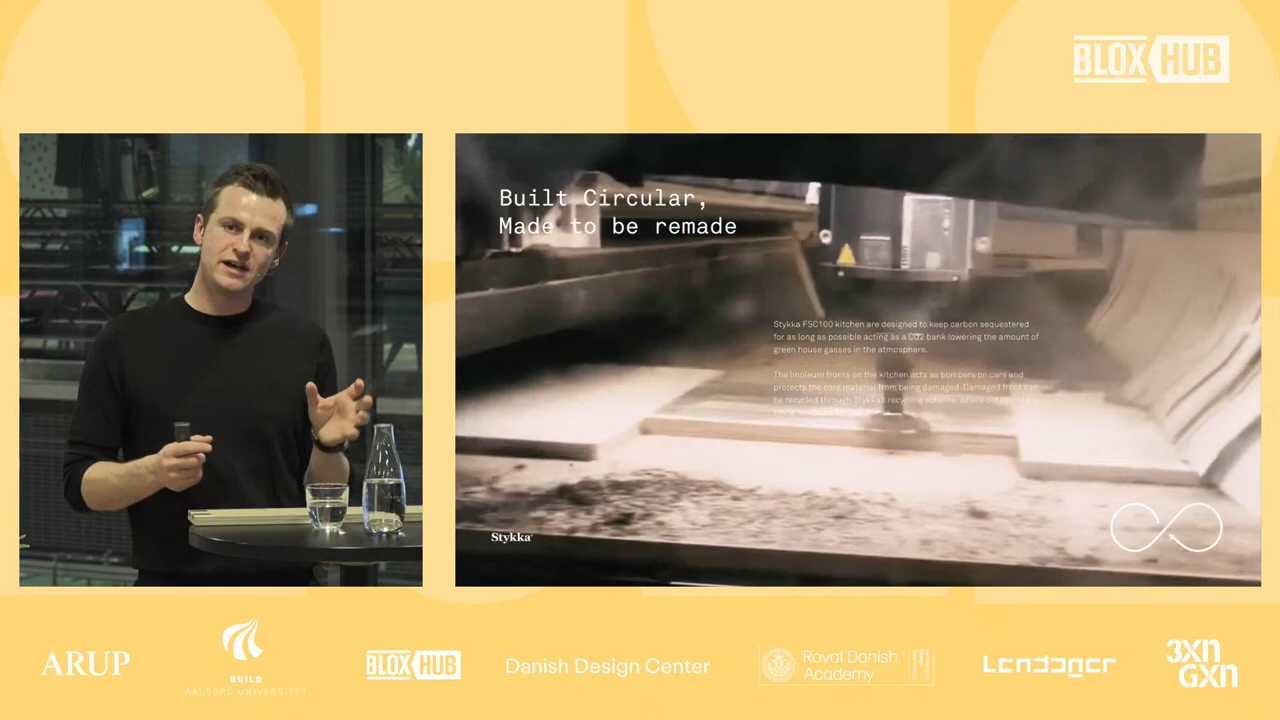 BLOX HUB
Built Circular,
Made to be remade
Stykka FSC100 kitchen are designed to keep carbon sequestered
for as long as possible acting as a CO2 bank lowering the amount of
green house gasses in the atmosphere.
The linoleum fronts on the kitchen acts as bombers on cars and
protects the core material from being damaged. Damaged front can
be recycled through Stykka's recycling scheme, where old
being
Stykka
ARUP
BUILD
AALBORG UNIVERSITET
BLOX HUB
Danish Design Center
Royal Danish
Academy
Lendager
3XN
GXN